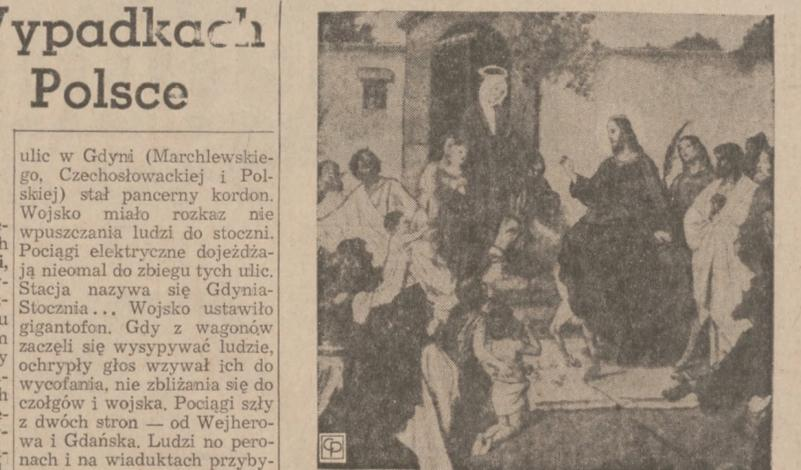 Wypadkach
Polsce
ulic w Gdyni (Marchlewskie-
go, Czechosłowackiej i Pol-
skiej) stał pancerny kordon.
Wojsko miało rozkaz nie
wpuszczania ludzi do stoczni.
Pociągi elektryczne dojeżdża-
ją nieomal do zbiegu tych ulic.
Stacja nazywa się Gdynia-
Stocznia... Wojsko ustawiło
gigantofon. Gdy z wagonów
zaczęli się wysypywać ludzie,
ochrypły głos wzywał ich do
wycofania, nie zbliżania się do
czołgów i wojska. Pociągi szły
z dwóch stron — od Wejhero-
wa i Gdańska. Ludzi no pero-
nach i na wiaduktach przyby-
CP